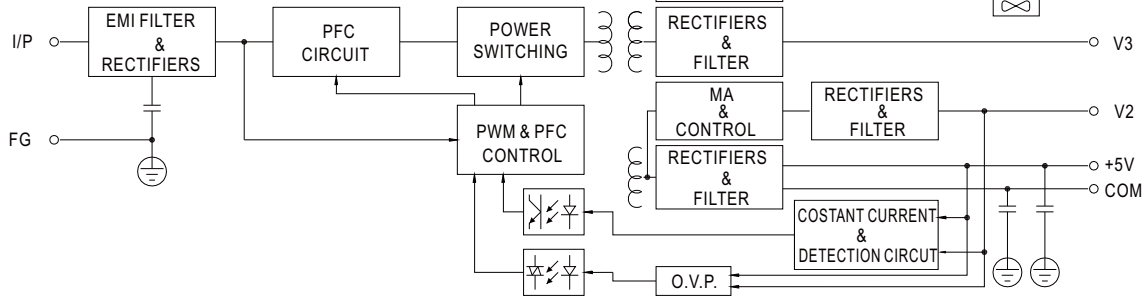 I/P
EMI FILTER
&
RECTIFIERS
PFC
CIRCUIT
POWER
SWITCHING
RECTIFIERS
&
FILTER
V3
MA
&
CONTROL
RECTIFIERS
&
FILTER
V2
FG
PWM & PFC
CONTROL
RECTIFIERS
&
FILTER
+5V
COM
COSTANT CURRENT
&
DETECTION CIRCUT
O.V.P.